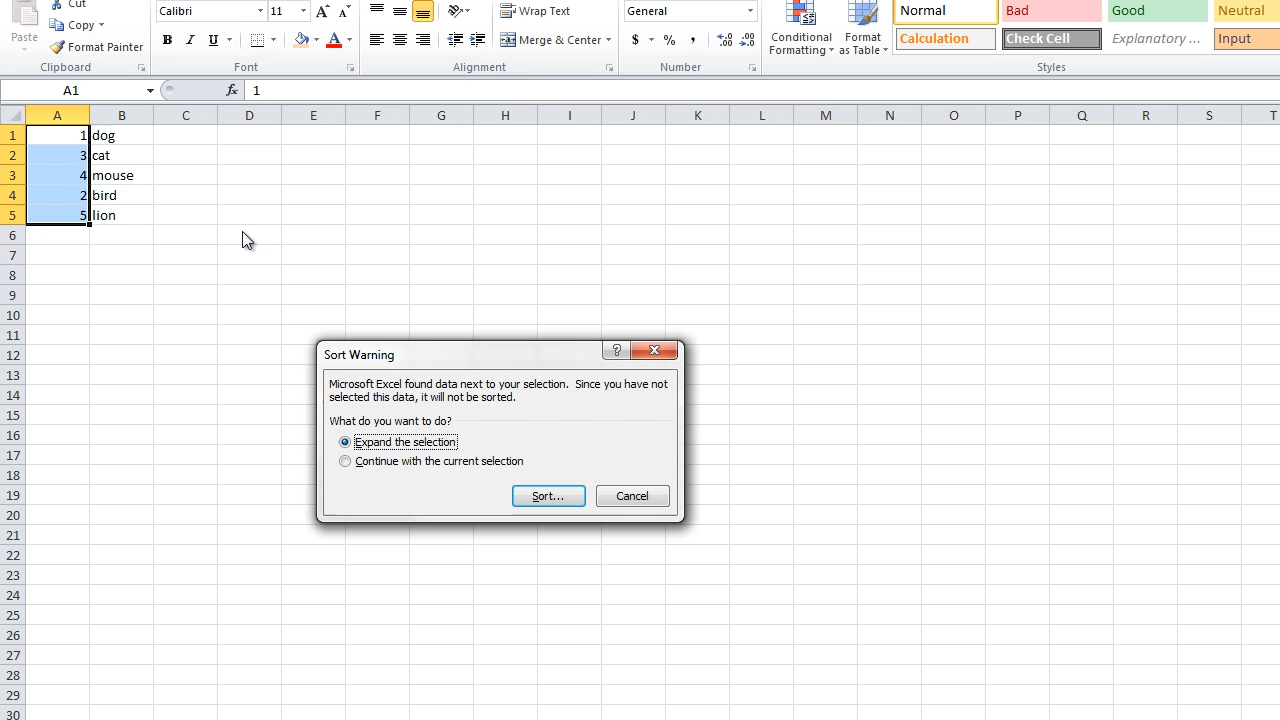 Cut
Calibri 11 Wrap Text General Normal Bad Good Neutral
Paste Copy
Format Painter B I U A Merge & Center $ % , Conditional Formatting Format as Table Calculation Check Cell Explanatory ... Input
Clipboard Font Alignment Number Styles
A1 fx 1
A B C D E F G H I J K L M N O P Q R S T
1 1 dog
2 3 cat
3 4 mouse
4 2 bird
5 5 lion
6
7
8
9
10
11
12
13
14
15
16
17
18
19
20
21
22
23
24
25
26
27
28
29
30
Sort Warning
Microsoft Excel found data next to your selection. Since you have not
selected this data, it will not be sorted.
What do you want to do?
Expand the selection
Continue with the current selection
Sort... Cancel